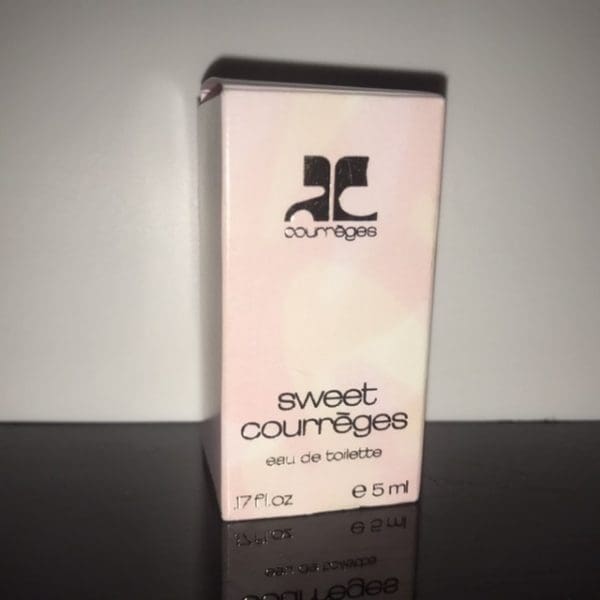 courrèges
sweet
courrèges
eau de toilette
.17 fl.oz e 5 ml